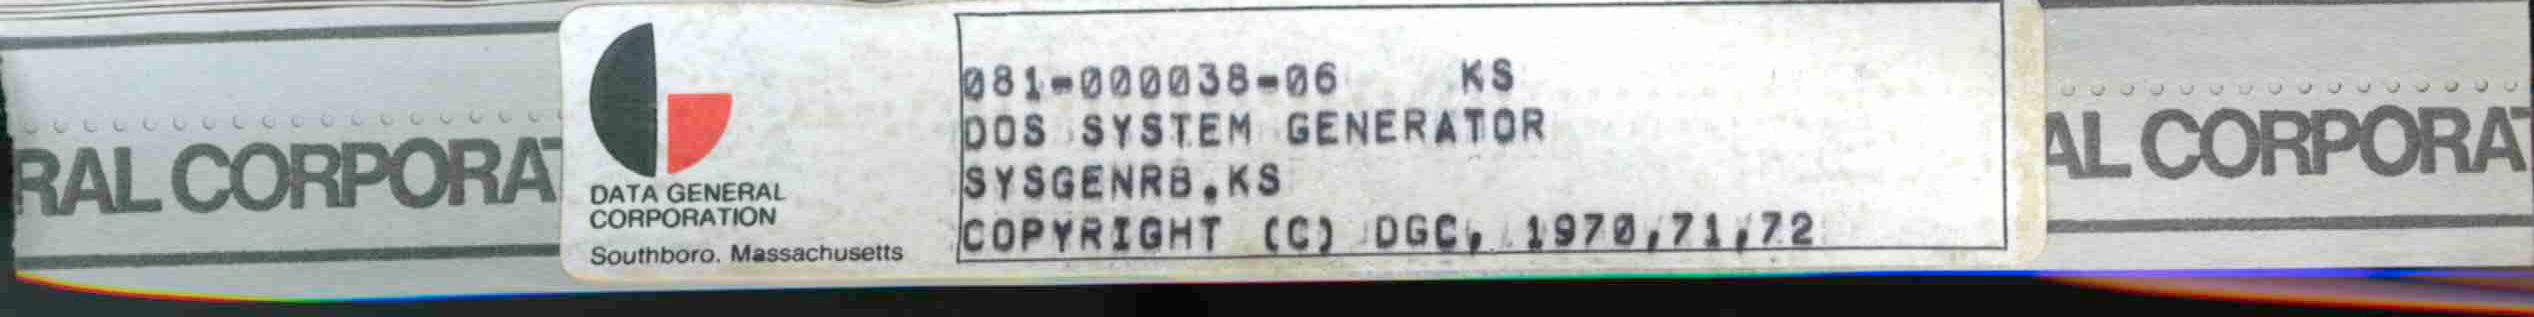 RAL CORPORAT
DATA GENERAL
CORPORATION
Southboro, Massachusetts
081-000038-06 KS
DOS SYSTEM GENERATOR
SYSGENRB.KS
COPYRIGHT (C) DGC, 1970,71,72
AL CORPORAT